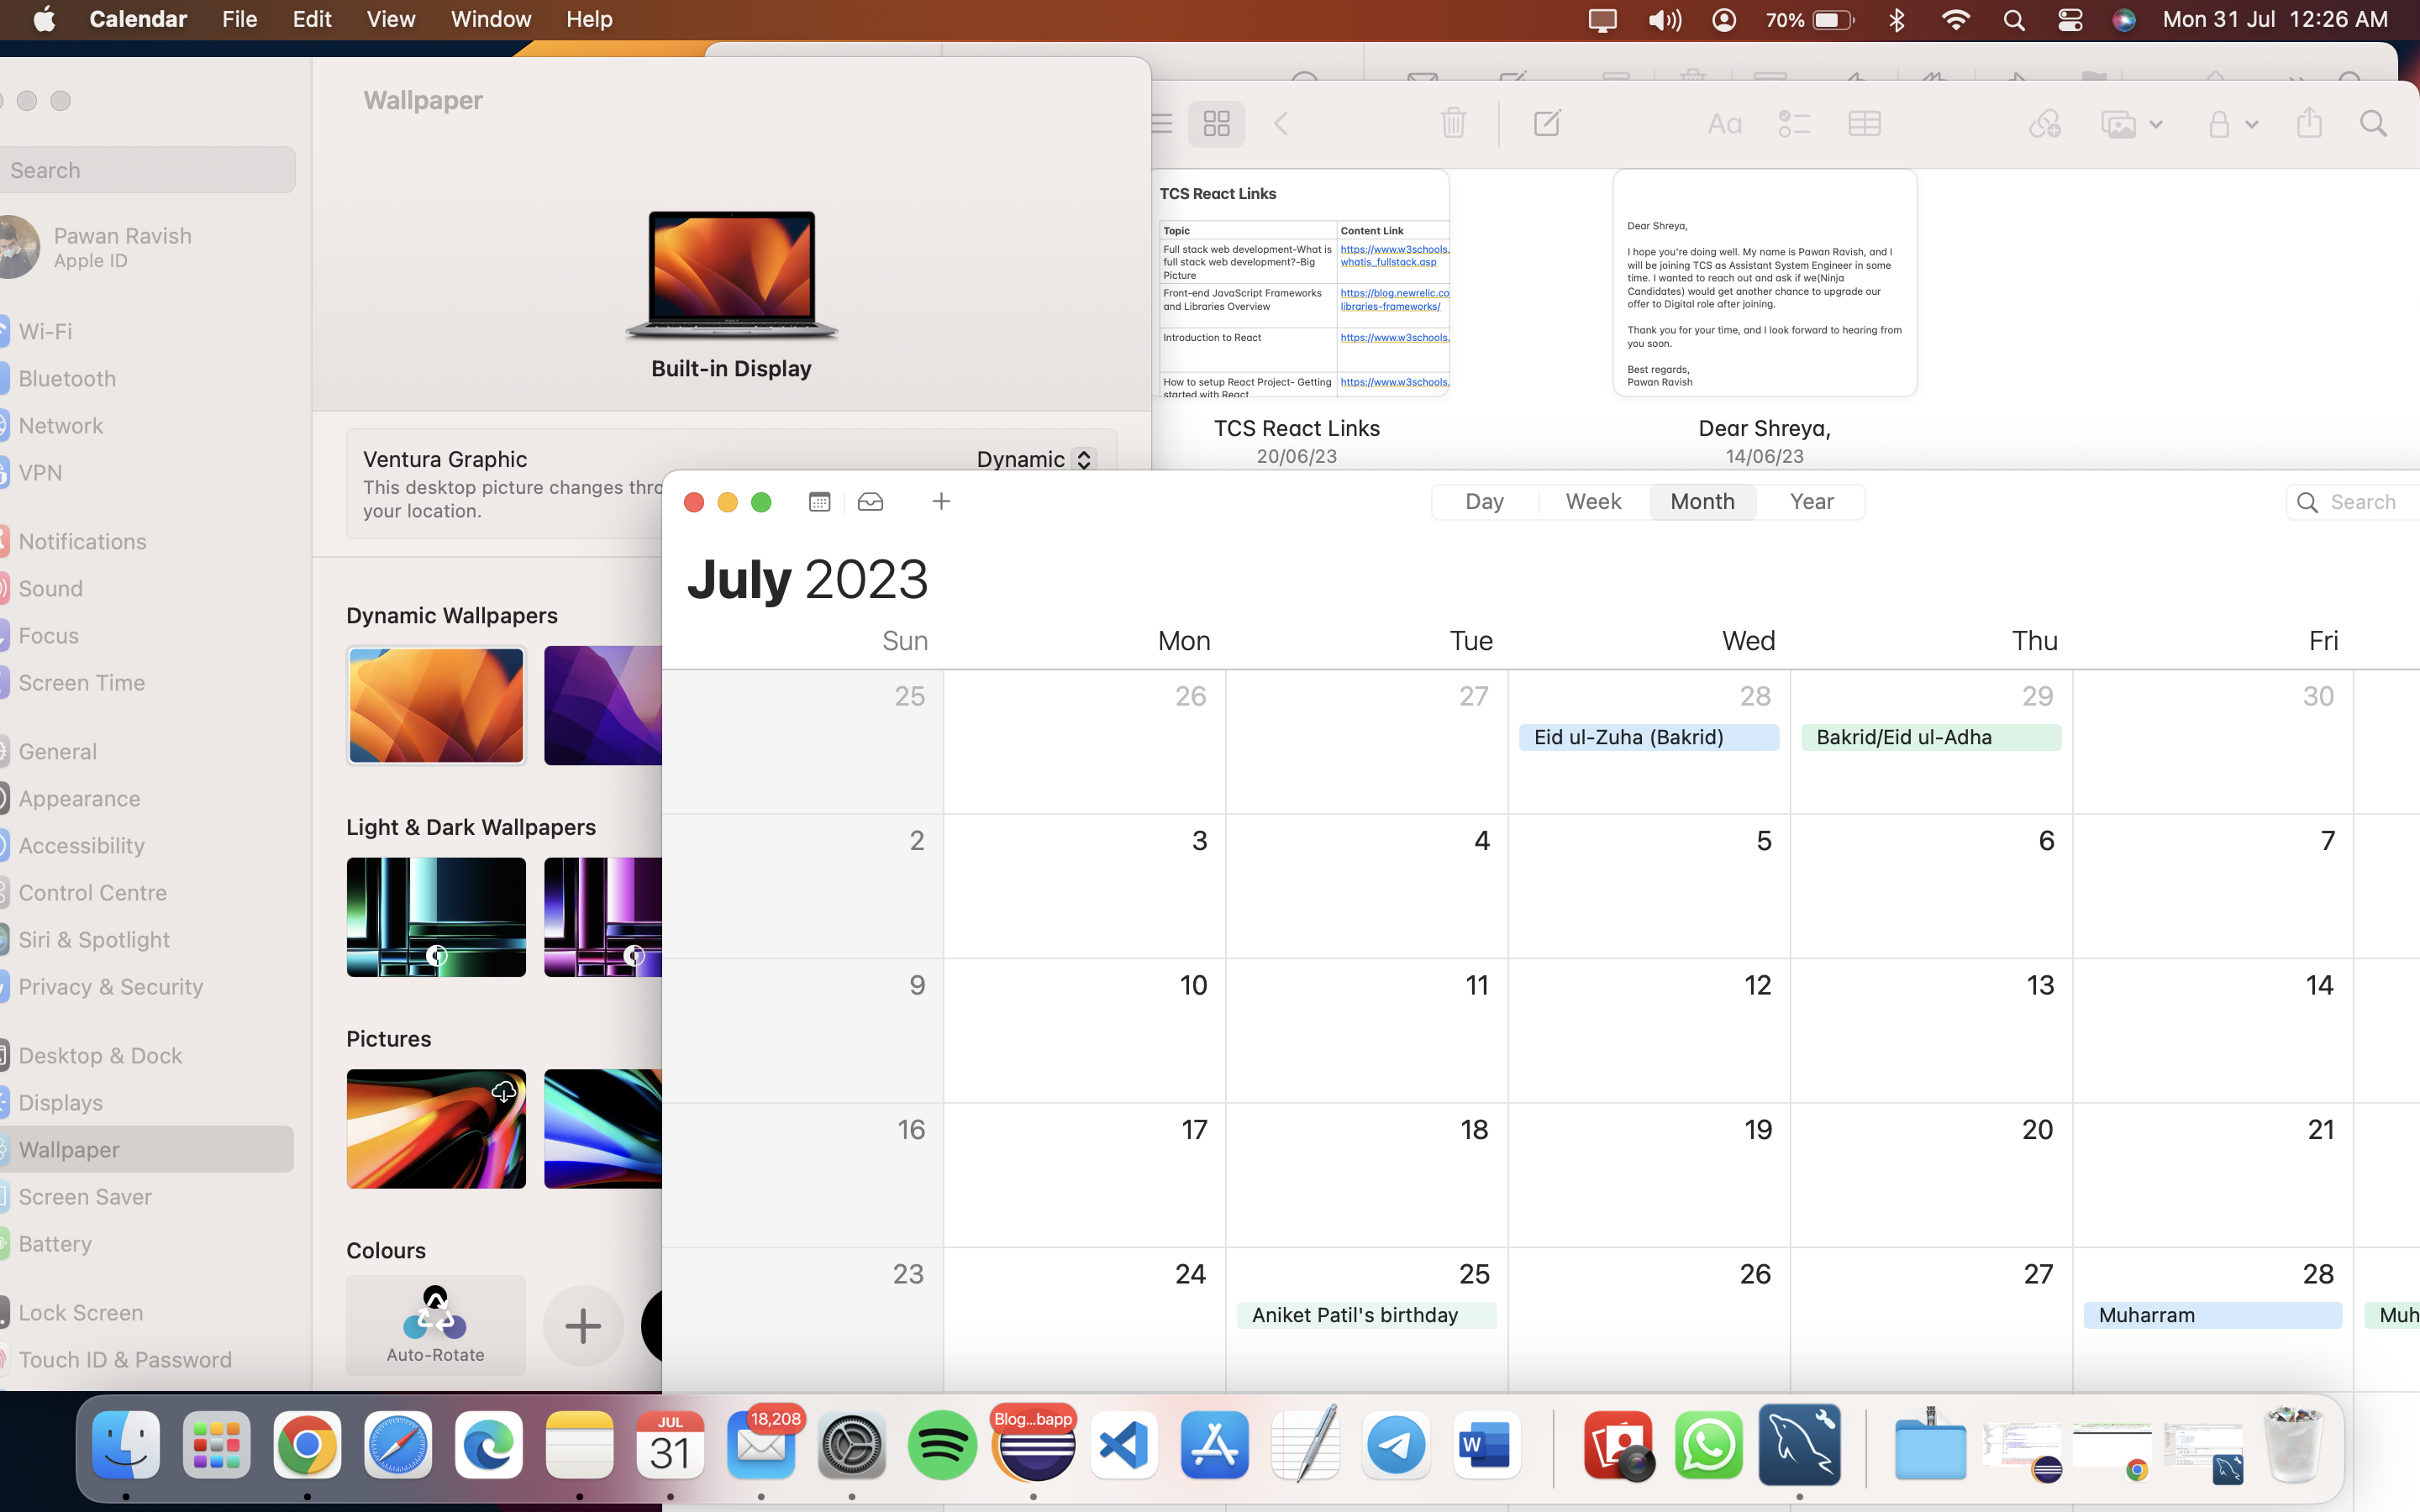 Calendar File Edit View Window Help 70% Mon 31 Jul 12:26 AM
Wallpaper
Search
Pawan Ravish
Apple ID
Wi-Fi
Bluetooth
Network
VPN
Notifications
Sound
Focus
Screen Time
General
Appearance
Accessibility
Control Centre
Siri & Spotlight
Privacy & Security
Desktop & Dock
Displays
Wallpaper
Screen Saver
Battery
Lock Screen
Touch ID & Password
Built-in Display
Ventura Graphic Dynamic
This desktop picture changes thro
your location.
Dynamic Wallpapers
Light & Dark Wallpapers
Pictures
Colours
Auto-Rotate
Aa
TCS React Links
Topic Content Link
Full stack web development-What is https://www.w3schools.
full stack web development?-Big whatis_fullstack.asp
Picture
Front-end JavaScript Frameworks https://blog.newrelic.co
and Libraries Overview libraries-frameworks/
Introduction to React https://www.w3schools.
How to setup React Project- Getting https://www.w3schools.
started with React
TCS React Links
20/06/23
Dear Shreya,
I hope you're doing well. My name is Pawan Ravish, and I
will be joining TCS as Assistant System Engineer in some
time. I wanted to reach out and ask if we(Ninja
Candidates) would get another chance to upgrade our
offer to Digital role after joining.
Thank you for your time, and I look forward to hearing from
you soon.
Best regards,
Pawan Ravish
Dear Shreya,
14/06/23
Day Week Month Year Search
July 2023
Sun Mon Tue Wed Thu Fri
25 26 27 28 29 30
Eid ul-Zuha (Bakrid) Bakrid/Eid ul-Adha
2 3 4 5 6 7
9 10 11 12 13 14
16 17 18 19 20 21
23 24 25 26 27 28
Aniket Patil's birthday Muharram Muh
JUL
31
18,208
Blog...bapp
W